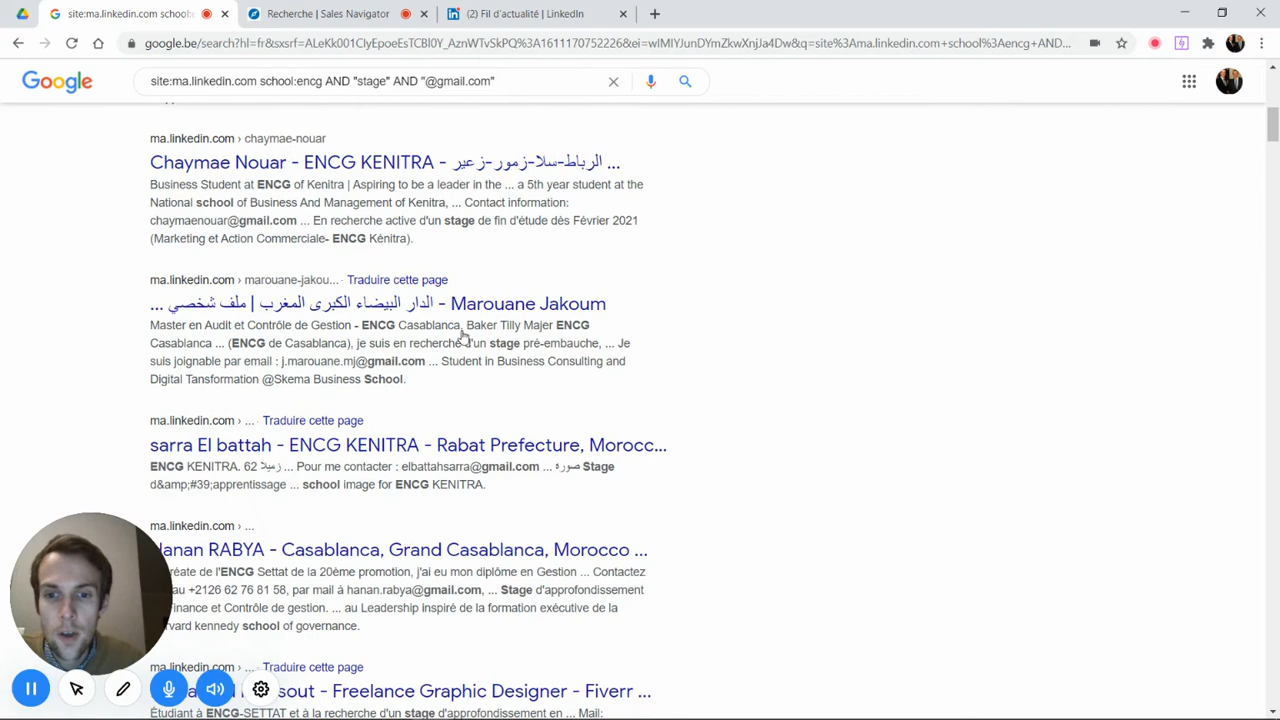 site:ma.linkedin.com school:
Recherche | Sales Navigator
(2) Fil d'actualité | LinkedIn
google.be/search?hl=fr&sxsrf=ALeKk001CIyEpoeEsTCBl0Y_AznWTvSkPQ%3A1611170752226&ei=wIMIYJunDYmZkwXnjJa4Dw&q=site%3Ama.linkedin.com+school%3Aencg+AND...
Google
site:ma.linkedin.com school:encg AND "stage" AND "@gmail.com"
ma.linkedin.com › chaymae-nouar
Chaymae Nouar - ENCG KENITRA - الرباط-سلا-زمور-زعير ...
Business Student at ENCG of Kenitra | Aspiring to be a leader in the ... a 5th year student at the
National school of Business And Management of Kenitra, ... Contact information:
chaymaenouar@gmail.com ... En recherche active d'un stage de fin d'étude dès Février 2021
(Marketing et Action Commerciale- ENCG Kénitra).
ma.linkedin.com › marouane-jakou... · Traduire cette page
... الدار البيضاء الكبرى المغرب | ملف شخصي - Marouane Jakoum
Master en Audit et Contrôle de Gestion - ENCG Casablanca, Baker Tilly Majer ENCG
Casablanca ... (ENCG de Casablanca), je suis en recherche d'un stage pré-embauche, ... Je
suis joignable par email : j.marouane.mj@gmail.com ... Student in Business Consulting and
Digital Tansformation @Skema Business School.
ma.linkedin.com › ... · Traduire cette page
sarra El battah - ENCG KENITRA - Rabat Prefecture, Morocc...
ENCG KENITRA. 62 زميلا ... Pour me contacter : elbattahsarra@gmail.com ... صورة Stage
d&amp;#39;apprentissage ... school image for ENCG KENITRA.
ma.linkedin.com › ...
Hanan RABYA - Casablanca, Grand Casablanca, Morocco ...
de l'ENCG Settat de la 20ème promotion, j'ai eu mon diplôme en Gestion ... Contactez
au +2126 62 76 81 58, par mail à hanan.rabya@gmail.com, ... Stage d'approfondissement
Finance et Contrôle de gestion. ... au Leadership inspiré de la formation exécutive de la
kennedy school of governance.
ma.linkedin.com › ... · Traduire cette page
- Freelance Graphic Designer - Fiverr ...
Étudiant à ENCG-SETTAT et à la recherche d'un stage d'approfondissement en ... Mail: